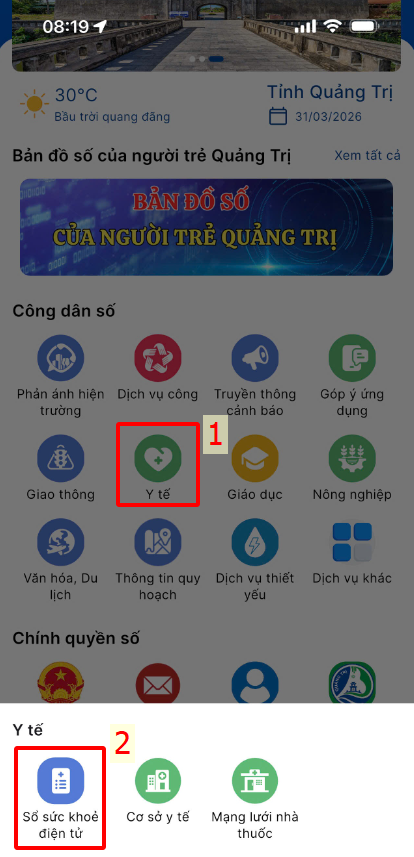 08:19
30°C
Bầu trời quang đãng
Tỉnh Quảng Trị
31/03/2026
Bản đồ số của người trẻ Quảng Trị
Xem tất cả
BẢN ĐỒ SỐ
CỦA NGƯỜI TRẺ QUẢNG TRỊ
Công dân số
Phản ánh hiện
trường
Dịch vụ công
Truyền thông
cảnh báo
Góp ý ứng
dụng
1
Giao thông
Y tế
Giáo dục
Nông nghiệp
Văn hóa, Du
lịch
Thông tin quy
hoạch
Dịch vụ thiết
yếu
Dịch vụ khác
Chính quyền số
Y tế
2
Sổ sức khoẻ
điện tử
Cơ sở y tế
Mạng lưới nhà
thuốc